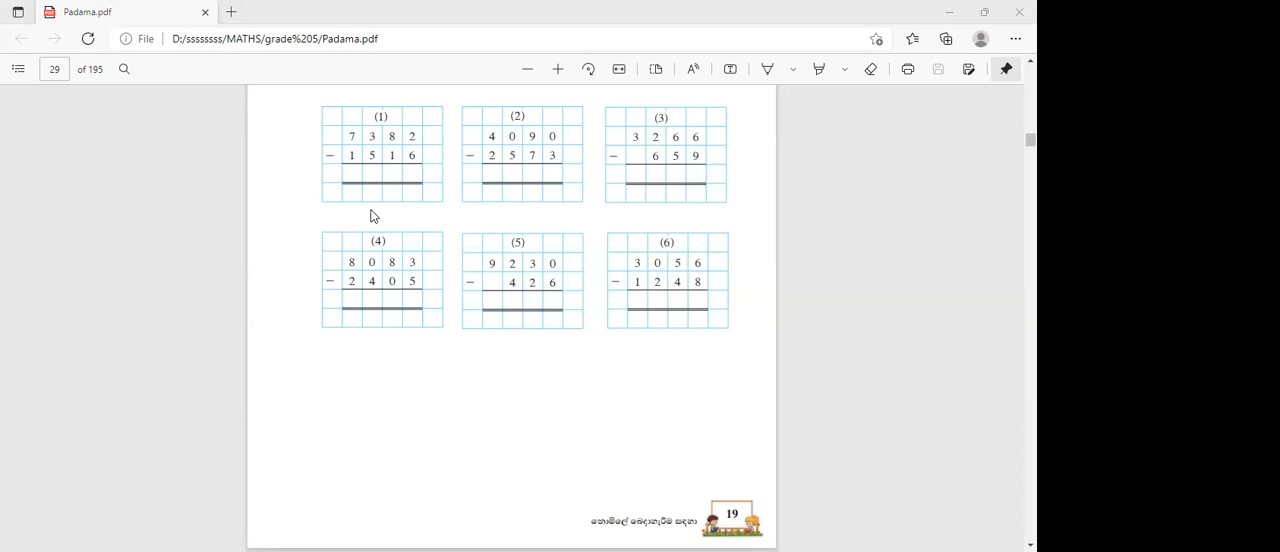 Padama.pdf
File D:/ssssssss/MATHS/grade%205/Padama.pdf
29 of 195
(1) (2) (3)
7 3 8 2 4 0 9 0 3 2 6 6
− 1 5 1 6 − 2 5 7 3 − 6 5 9
(4) (5) (6)
8 0 8 3 9 2 3 0 3 0 5 6
− 2 4 0 5 − 4 2 6 − 1 2 4 8
නොමිලේ බෙදාහැරීම සඳහා 19